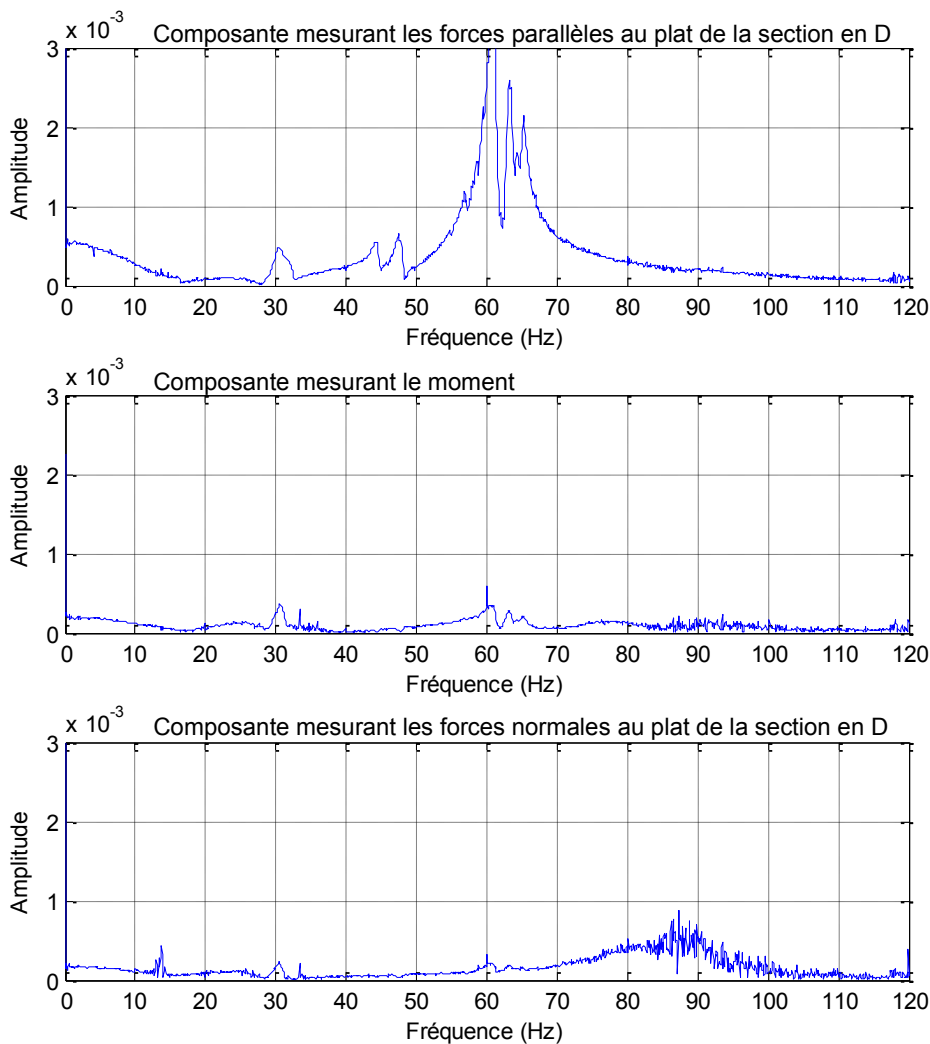 x 10-3
Composante mesurant les forces parallèles au plat de la section en D
3
2
1
0
Amplitude
0 10 20 30 40 50 60 70 80 90 100 110 120
Fréquence (Hz)
x 10-3
Composante mesurant le moment
3
2
1
0
Amplitude
0 10 20 30 40 50 60 70 80 90 100 110 120
Fréquence (Hz)
x 10-3
Composante mesurant les forces normales au plat de la section en D
3
2
1
0
Amplitude
0 10 20 30 40 50 60 70 80 90 100 110 120
Fréquence (Hz)